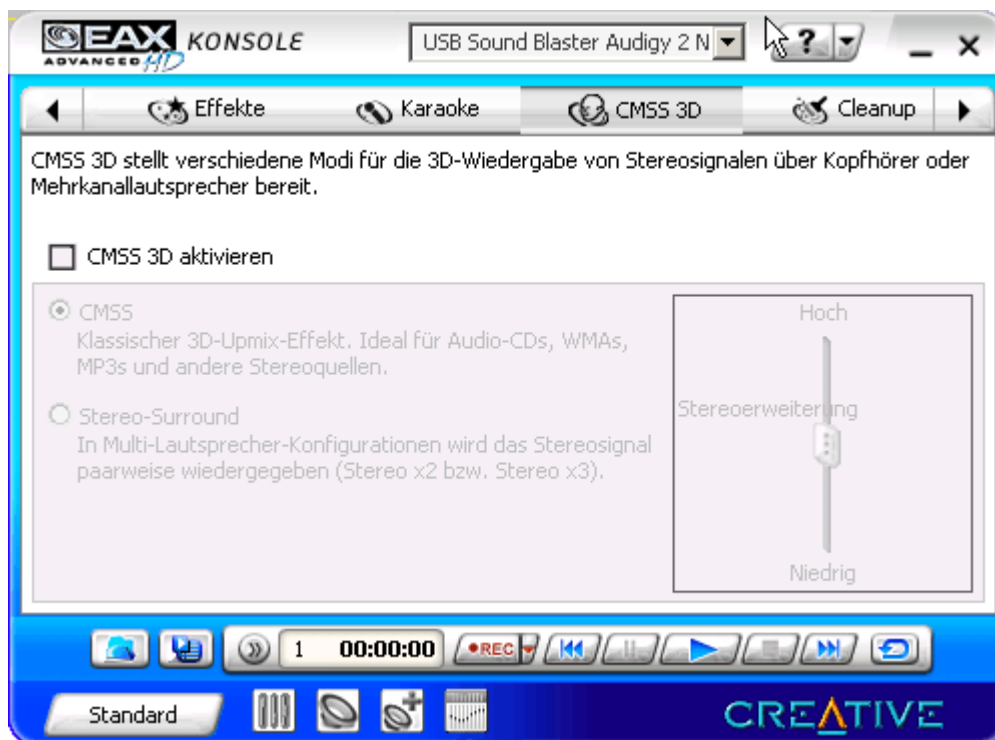 EAX KONSOLE
ADVANCED HD
USB Sound Blaster Audigy 2 N
?
Effekte
Karaoke
CMSS 3D
Cleanup
CMSS 3D stellt verschiedene Modi für die 3D-Wiedergabe von Stereosignalen über Kopfhörer oder
Mehrkanallautsprecher bereit.
CMSS 3D aktivieren
CMSS
Klassischer 3D-Upmix-Effekt. Ideal für Audio-CDs, WMAs,
MP3s und andere Stereoquellen.
Stereo-Surround
In Multi-Lautsprecher-Konfigurationen wird das Stereosignal
paarweise wiedergegeben (Stereo x2 bzw. Stereo x3).
Hoch
Stereoerweiterung
Niedrig
1 00:00:00
REC
Standard
CREATIVE